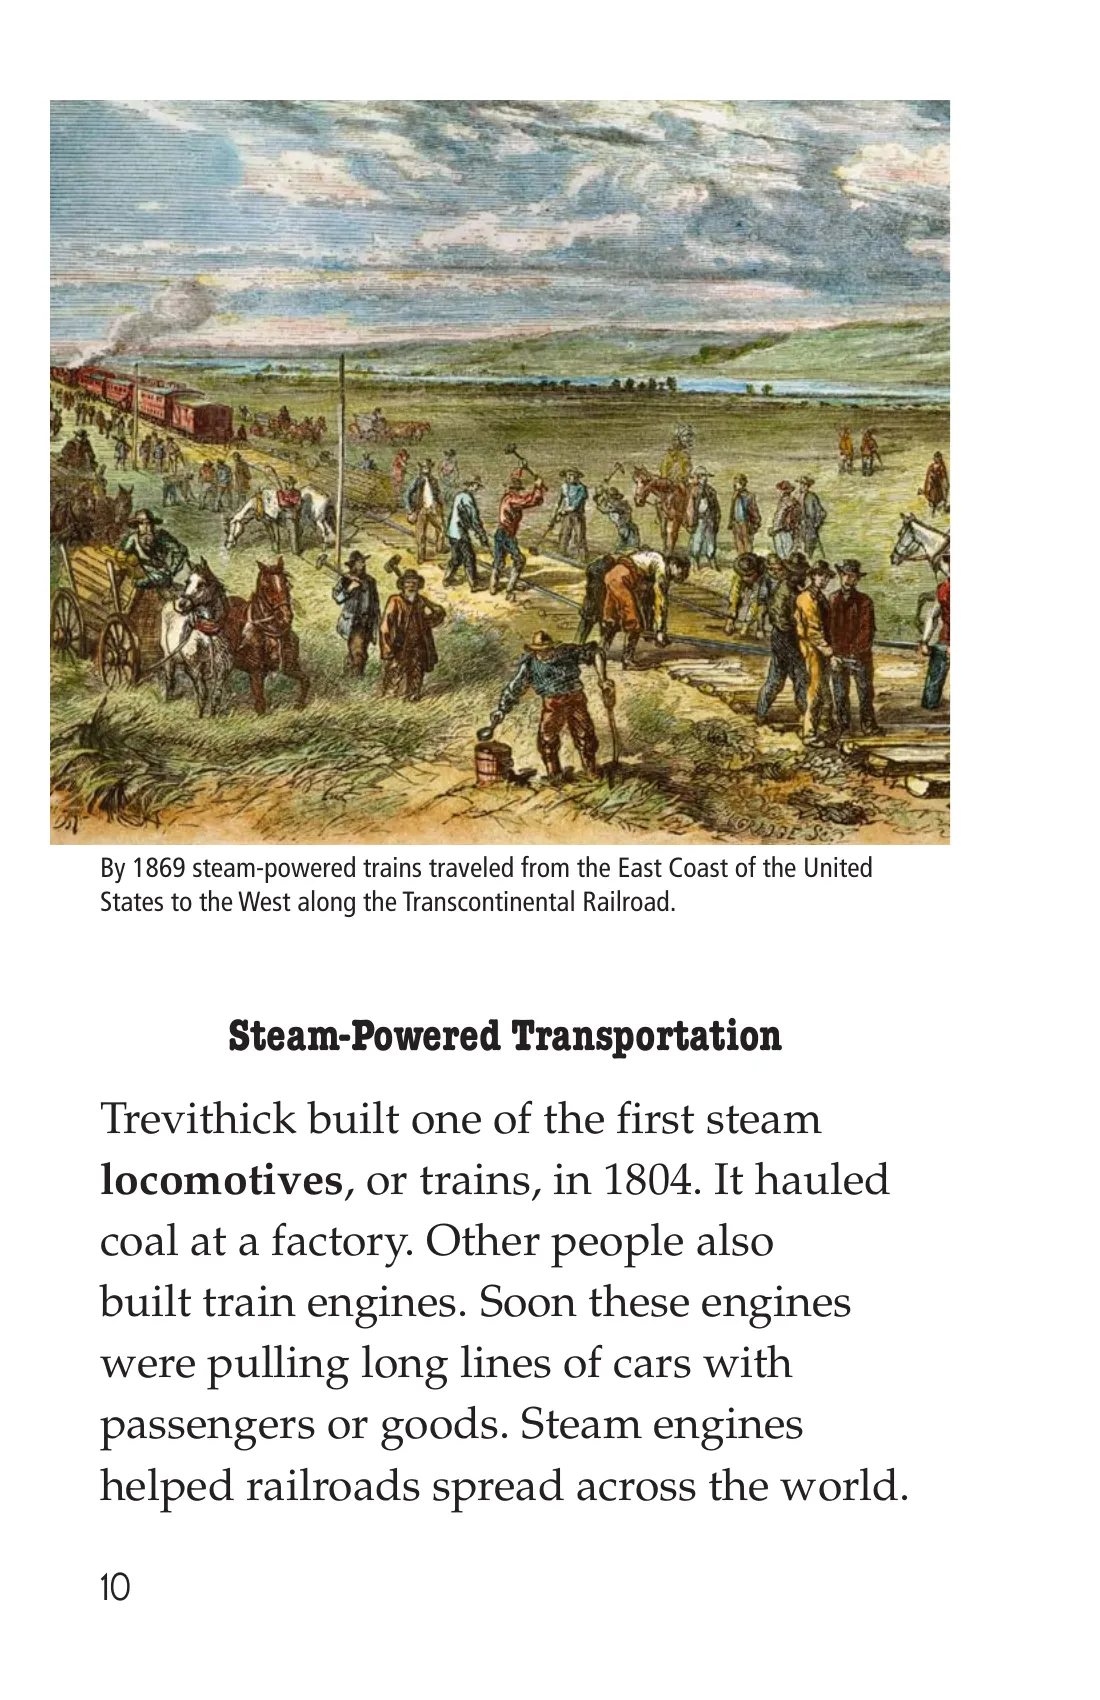 GRIDGE Sc.
By 1869 steam-powered trains traveled from the East Coast of the United
States to the West along the Transcontinental Railroad.
Steam-Powered Transportation
Trevithick built one of the first steam
locomotives, or trains, in 1804. It hauled
coal at a factory. Other people also
built train engines. Soon these engines
were pulling long lines of cars with
passengers or goods. Steam engines
helped railroads spread across the world.
10